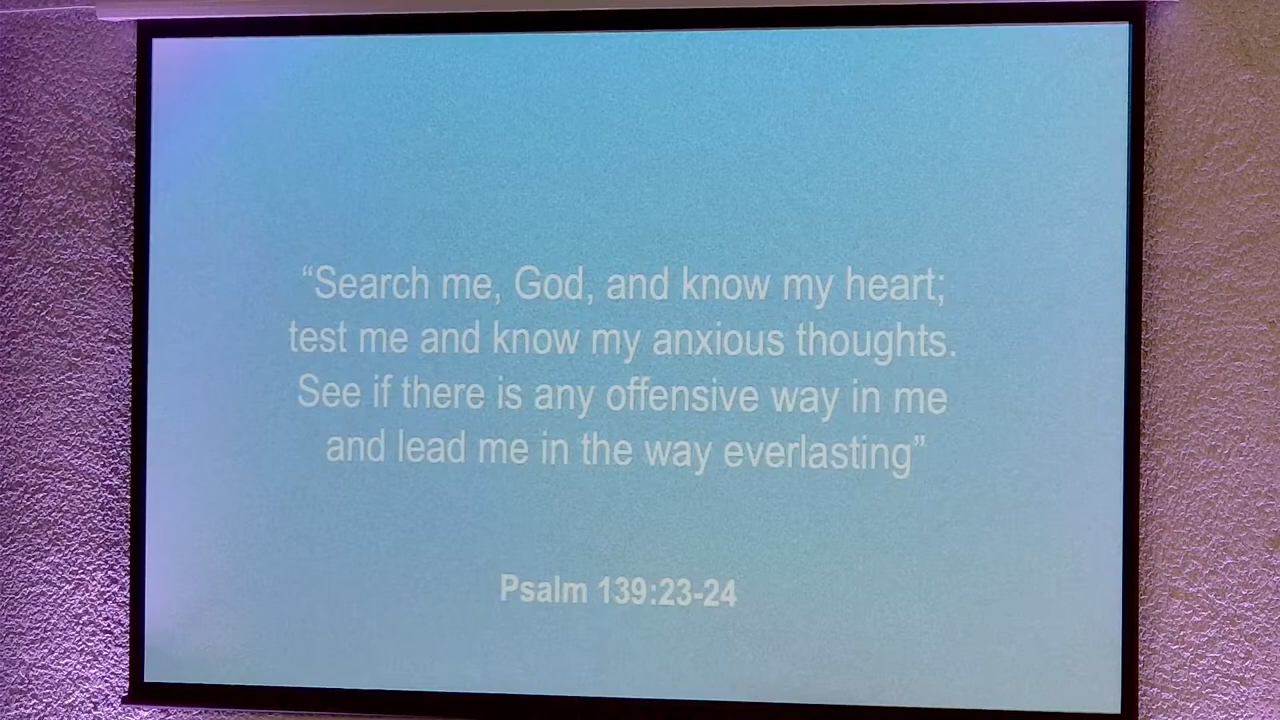 “Search me, God, and know my heart;
test me and know my anxious thoughts.
See if there is any offensive way in me
and lead me in the way everlasting”
Psalm 139:23-24